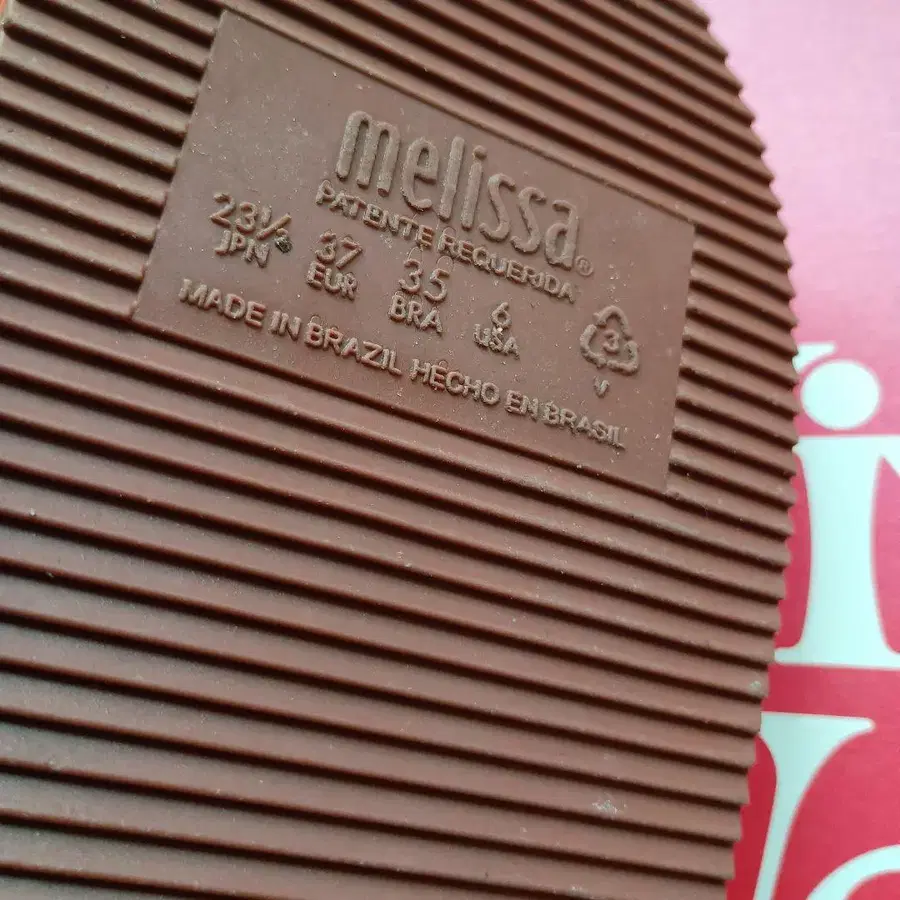 melissa®
PATENTE REQUERIDA
23½ 37 35 6
JPN EUR BRA USA
3
V
MADE IN BRAZIL HECHO EN BRASIL